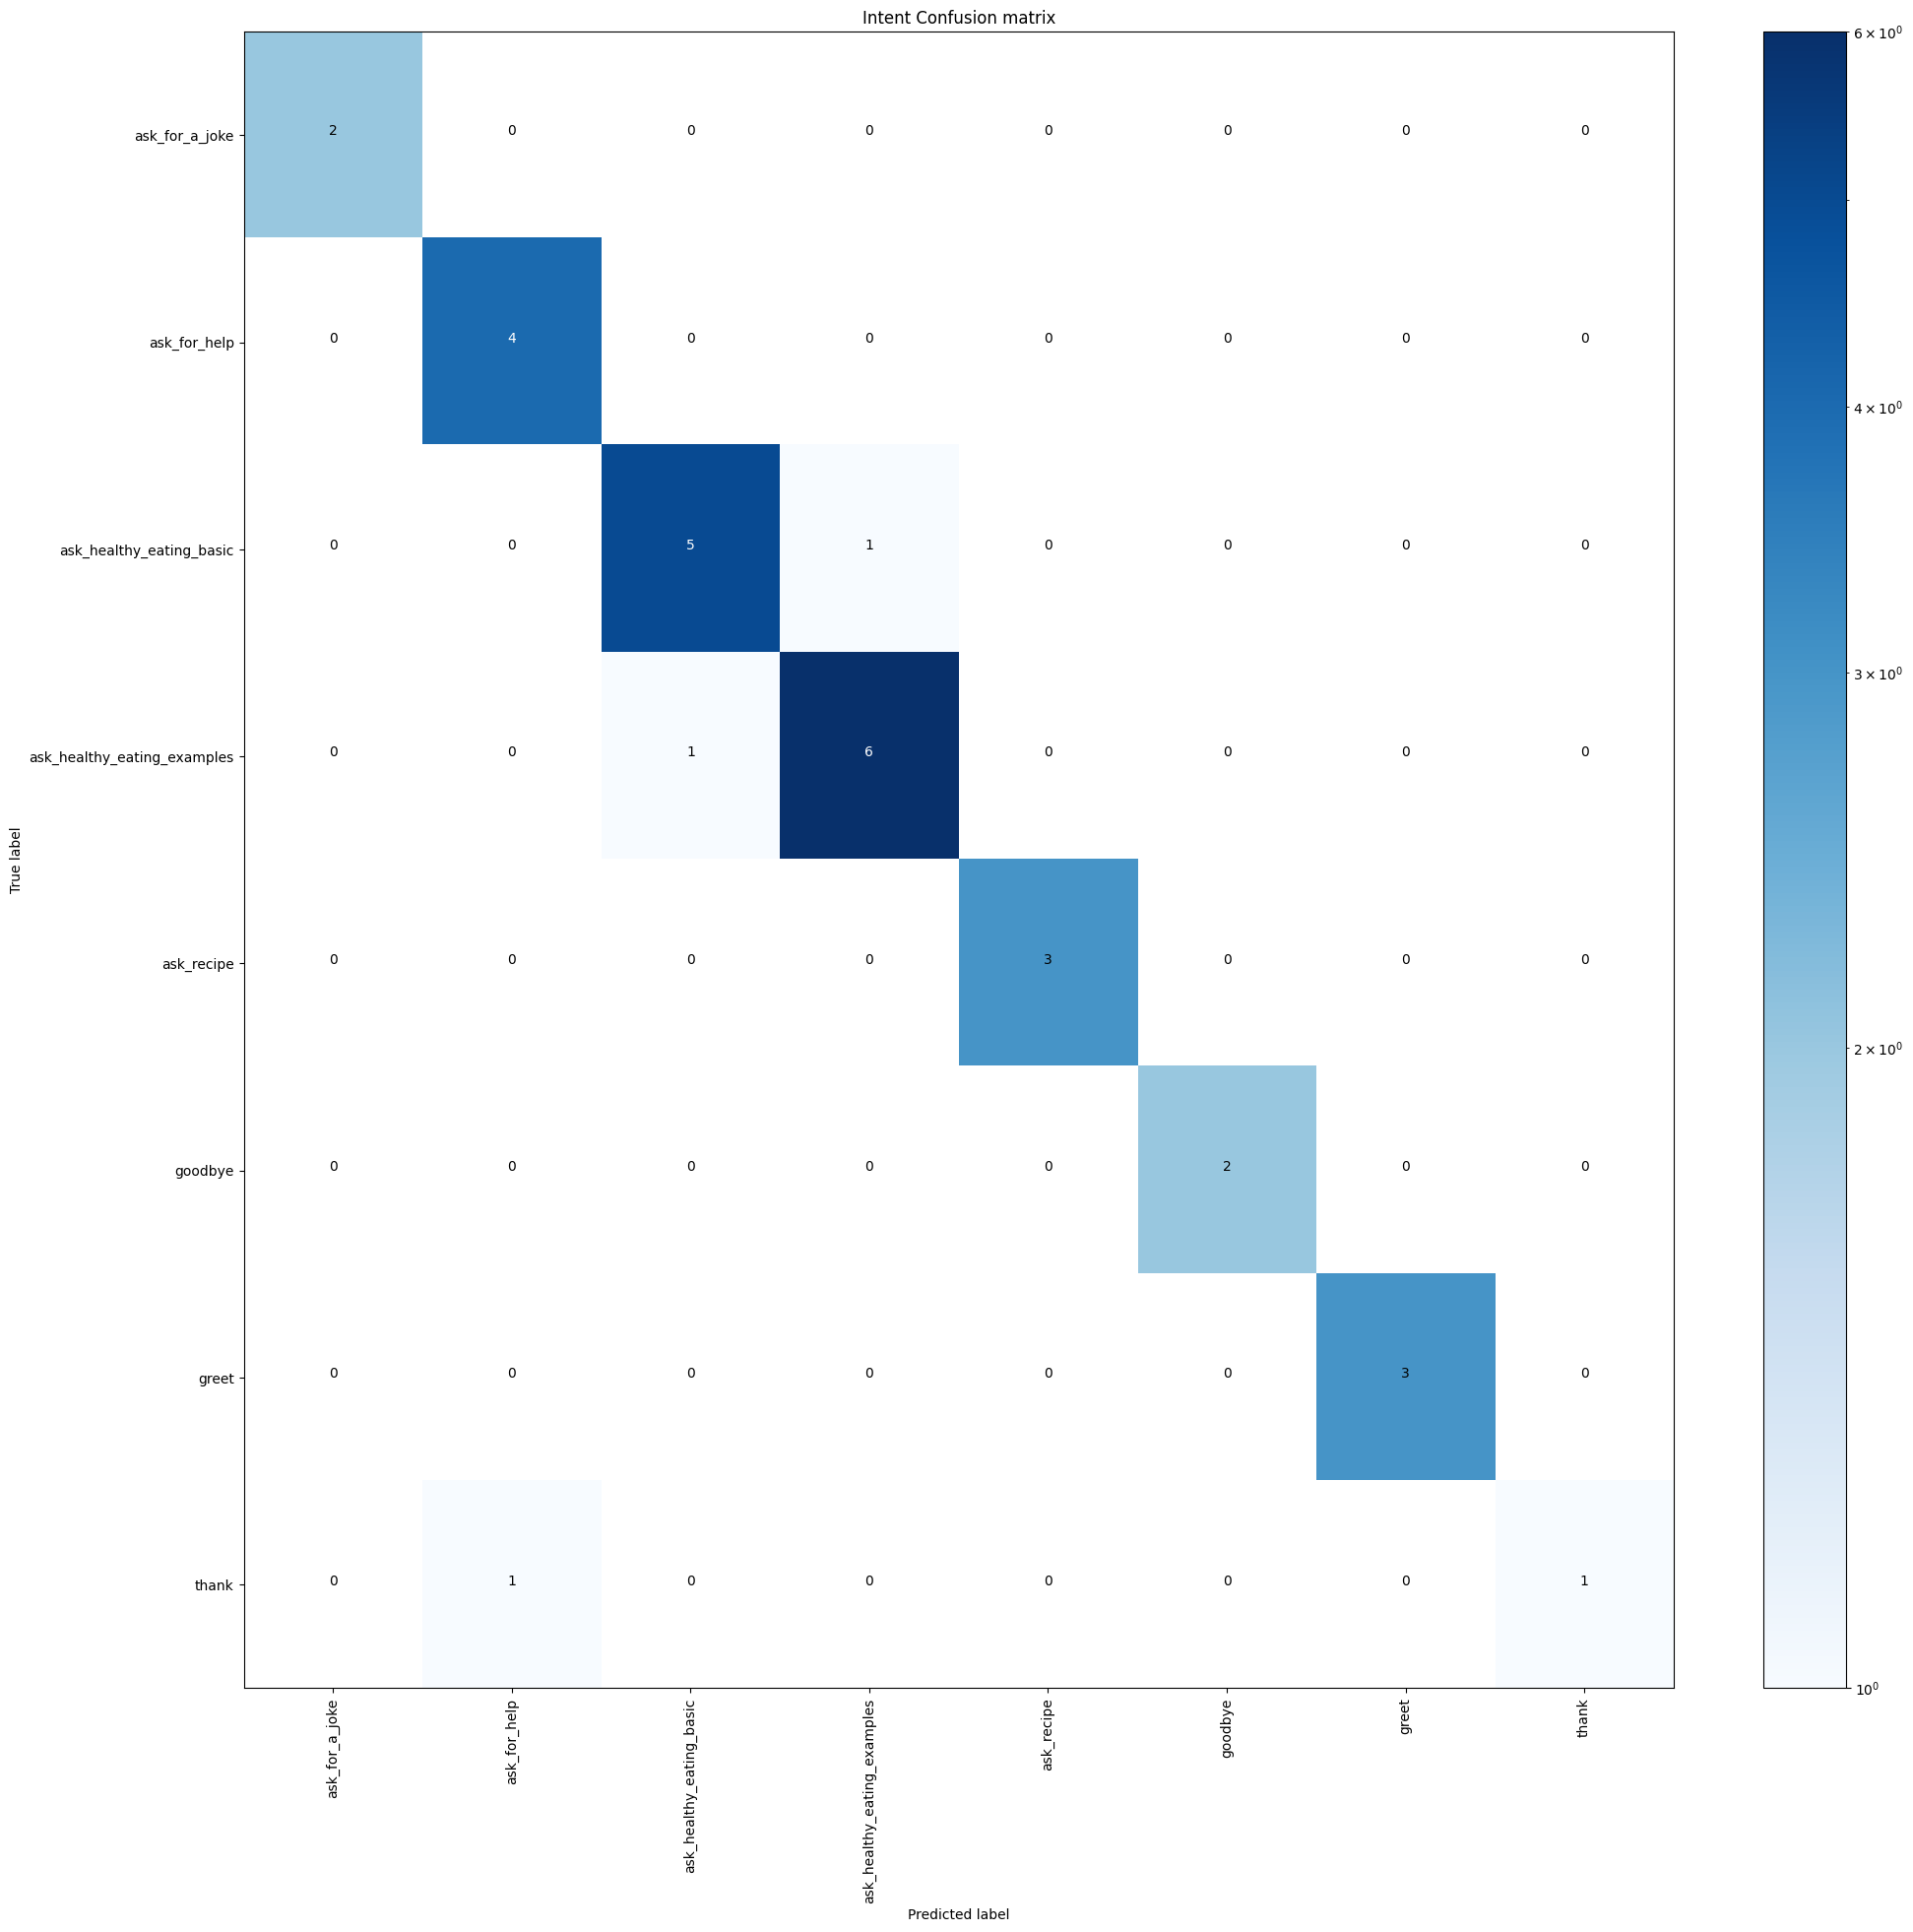 Intent Confusion matrix
ask_for_a_joke 2 0 0 0 0 0 0 0
ask_for_help 0 4 0 0 0 0 0 0
ask_healthy_eating_basic 0 0 5 1 0 0 0 0
ask_healthy_eating_examples 0 0 1 6 0 0 0 0
ask_recipe 0 0 0 0 3 0 0 0
goodbye 0 0 0 0 0 2 0 0
greet 0 0 0 0 0 0 3 0
thank 0 1 0 0 0 0 0 1
True label
ask_for_a_joke
ask_for_help
ask_healthy_eating_basic
ask_healthy_eating_examples
ask_recipe
goodbye
greet
thank
Predicted label
6 × 10⁰
4 × 10⁰
3 × 10⁰
2 × 10⁰
10⁰